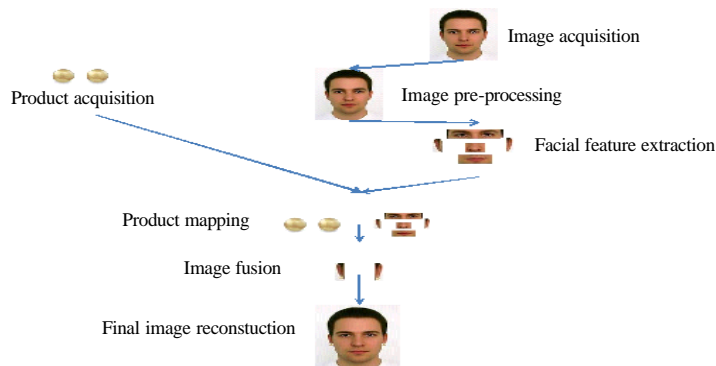 Image acquisition
Product acquisition
Image pre-processing
Facial feature extraction
Product mapping
Image fusion
Final image reconstuction